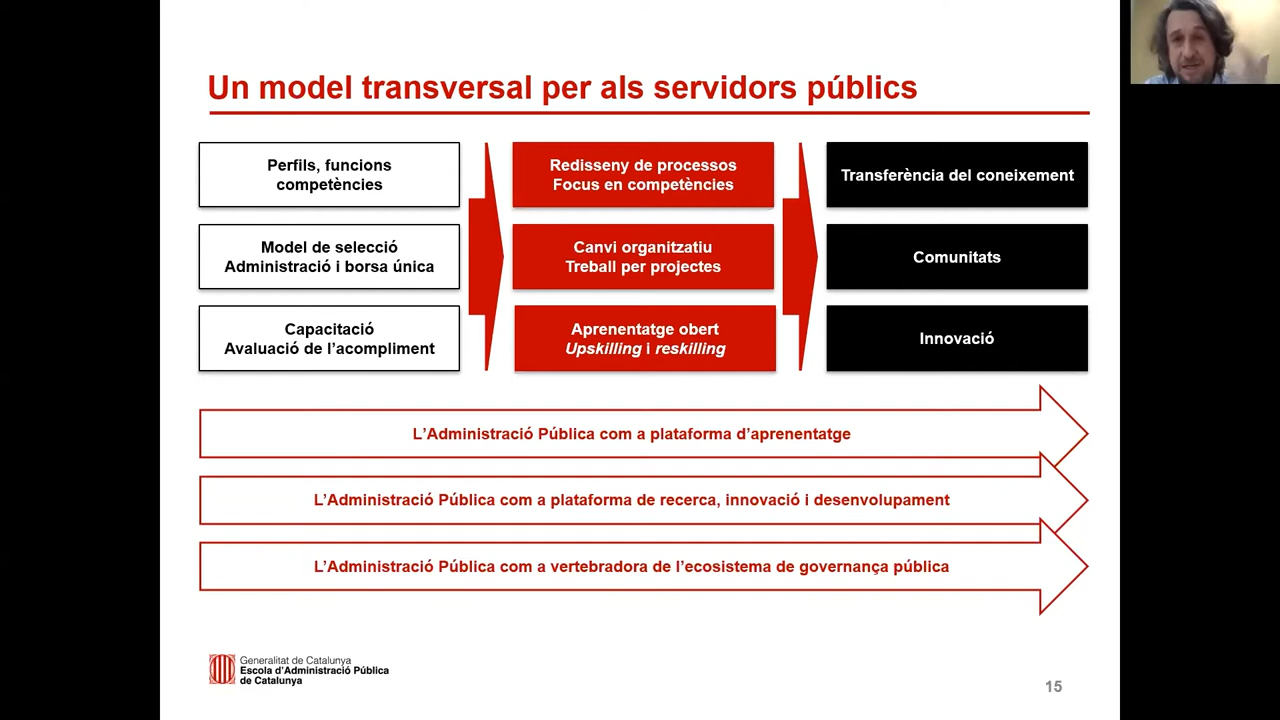 Un model transversal per als servidors públics
Perfils, funcions
competències
Redisseny de processos
Focus en competències
Transferència del coneixement
Model de selecció
Administració i borsa única
Canvi organitzatiu
Treball per projectes
Comunitats
Capacitació
Avaluació de l’acompliment
Aprenentatge obert
Upskilling i reskilling
Innovació
L’Administració Pública com a plataforma d’aprenentatge
L’Administració Pública com a plataforma de recerca, innovació i desenvolupament
L’Administració Pública com a vertebradora de l’ecosistema de governança pública
Generalitat de Catalunya
Escola d’Administració Pública
de Catalunya
15